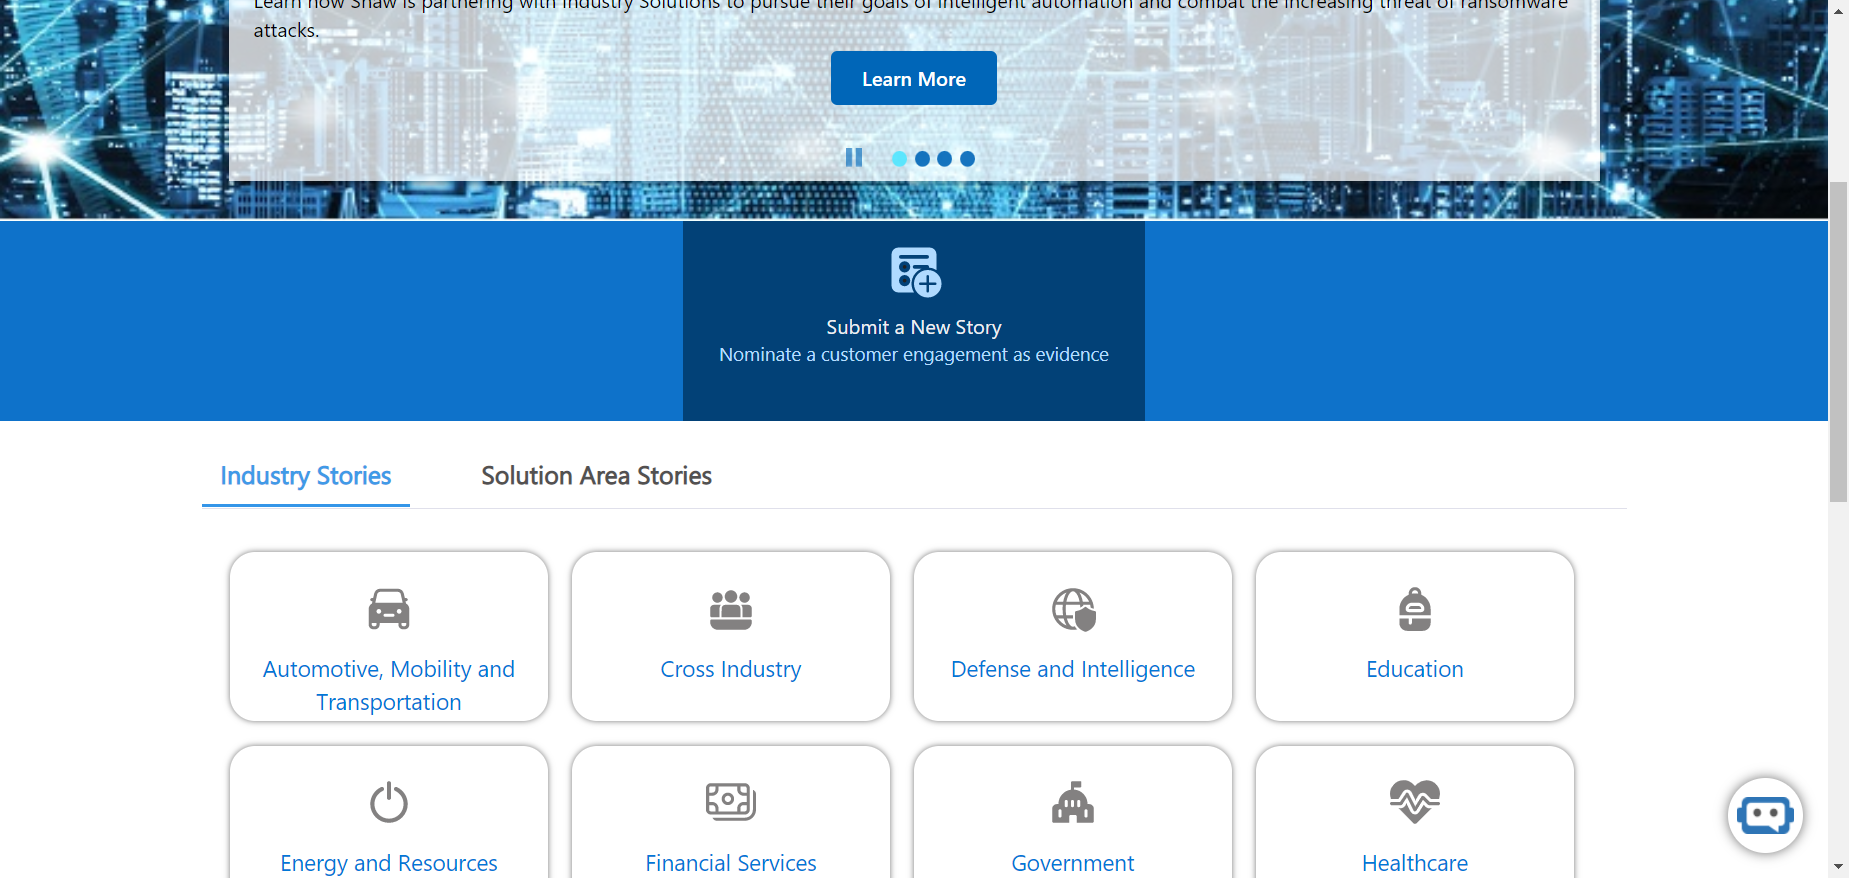 Learn how Shaw is partnering with Industry Solutions to pursue their goals of intelligent automation and combat the increasing threat of ransomware
attacks.
Learn More
Submit a New Story
Nominate a customer engagement as evidence
Industry Stories
Solution Area Stories
Automotive, Mobility and
Transportation
Cross Industry
Defense and Intelligence
Education
Energy and Resources
Financial Services
Government
Healthcare